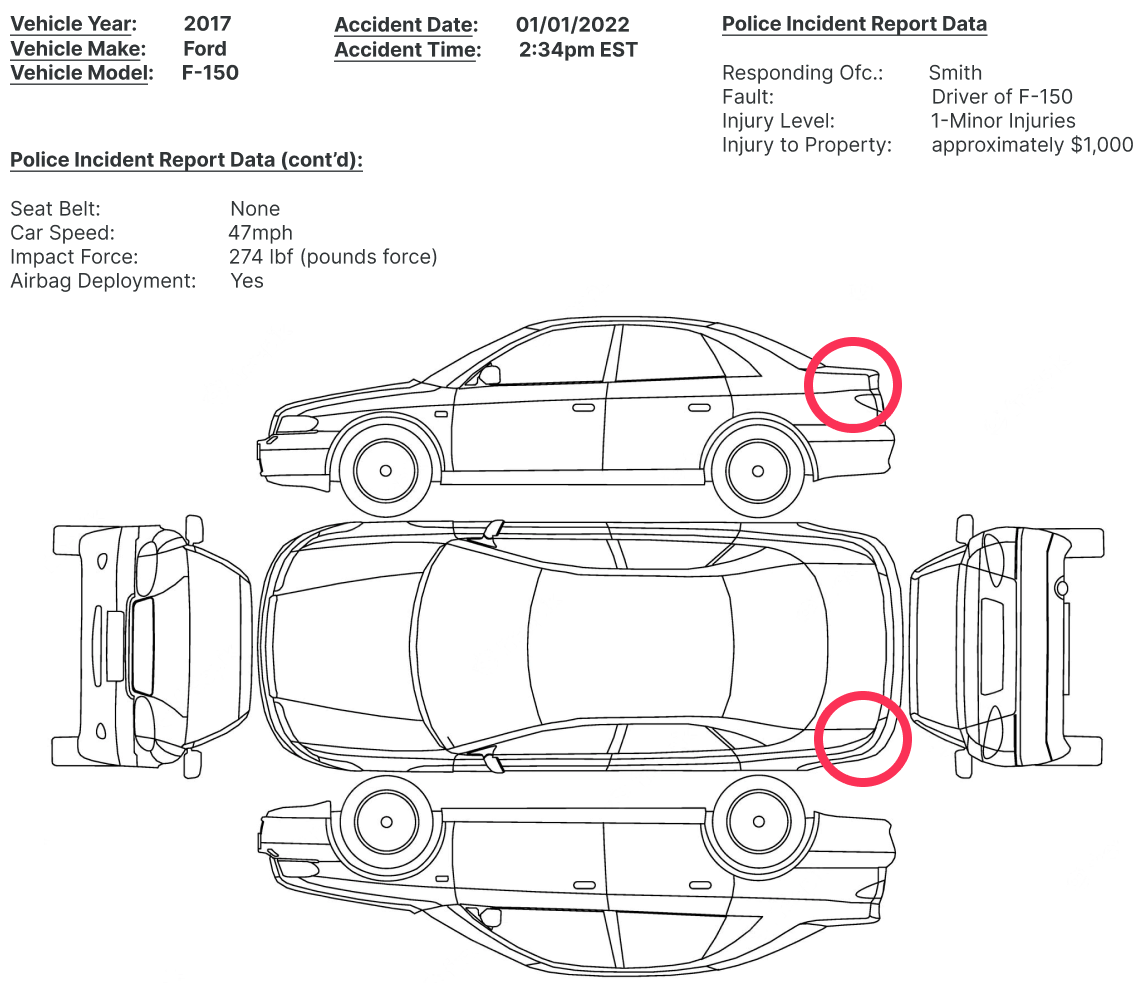 Vehicle Year: 2017
Vehicle Make: Ford
Vehicle Model: F-150
Accident Date: 01/01/2022
Accident Time: 2:34pm EST
Police Incident Report Data
Responding Ofc.: Smith
Fault: Driver of F-150
Injury Level: 1-Minor Injuries
Injury to Property: approximately $1,000
Police Incident Report Data (cont’d):
Seat Belt: None
Car Speed: 47mph
Impact Force: 274 lbf (pounds force)
Airbag Deployment: Yes